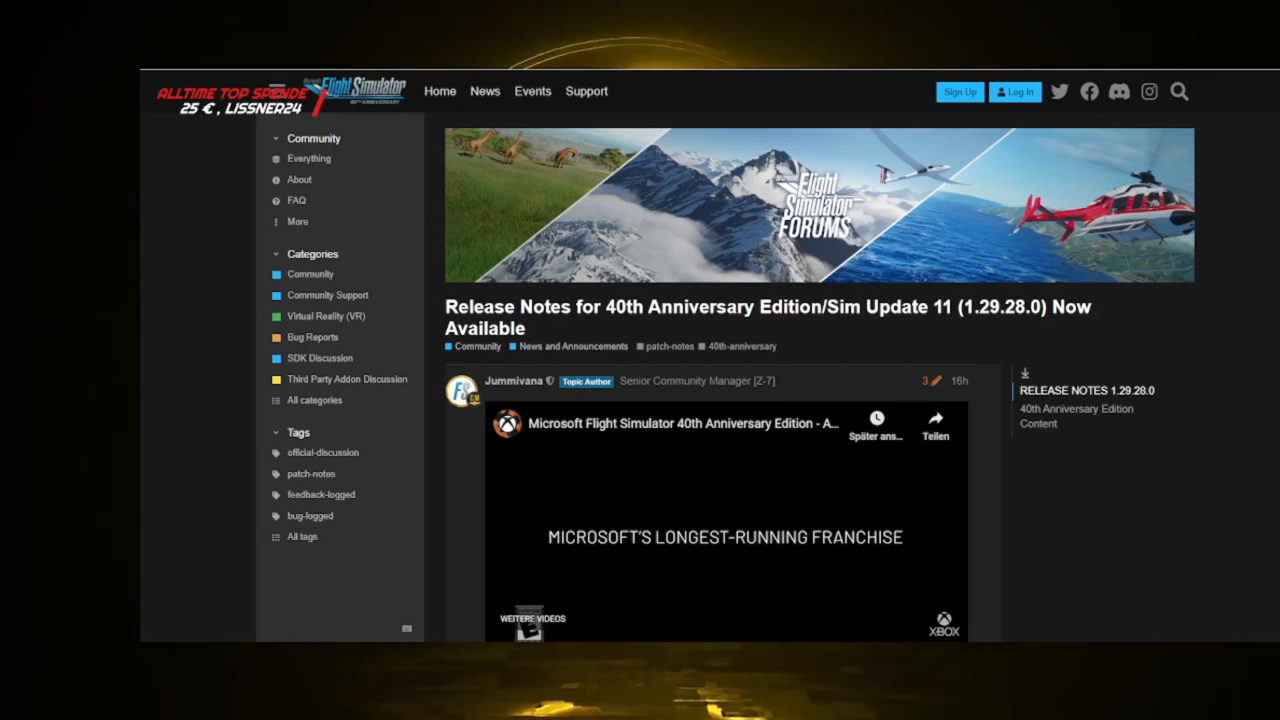 ALLTIME TOP SPENDE
25 €, LISSNER24
Microsoft
Flight Simulator
40TH ANNIVERSARY
Home News Events Support
Sign Up Log In
Community
Everything
About
FAQ
More
Categories
Community
Community Support
Virtual Reality (VR)
Bug Reports
SDK Discussion
Third Party Addon Discussion
All categories
Tags
official-discussion
patch-notes
feedback-logged
bug-logged
All tags
Microsoft
Flight
Simulator
FORUMS
Release Notes for 40th Anniversary Edition/Sim Update 11 (1.29.28.0) Now
Available
Community News and Announcements patch-notes 40th-anniversary
FS
Jummivana Topic Author Senior Community Manager [Z-7] 3 16h
Microsoft Flight Simulator 40th Anniversary Edition - A...
Später ans... Teilen
MICROSOFT'S LONGEST-RUNNING FRANCHISE
WEITERE VIDEOS
E
XBOX
RELEASE NOTES 1.29.28.0
40th Anniversary Edition
Content